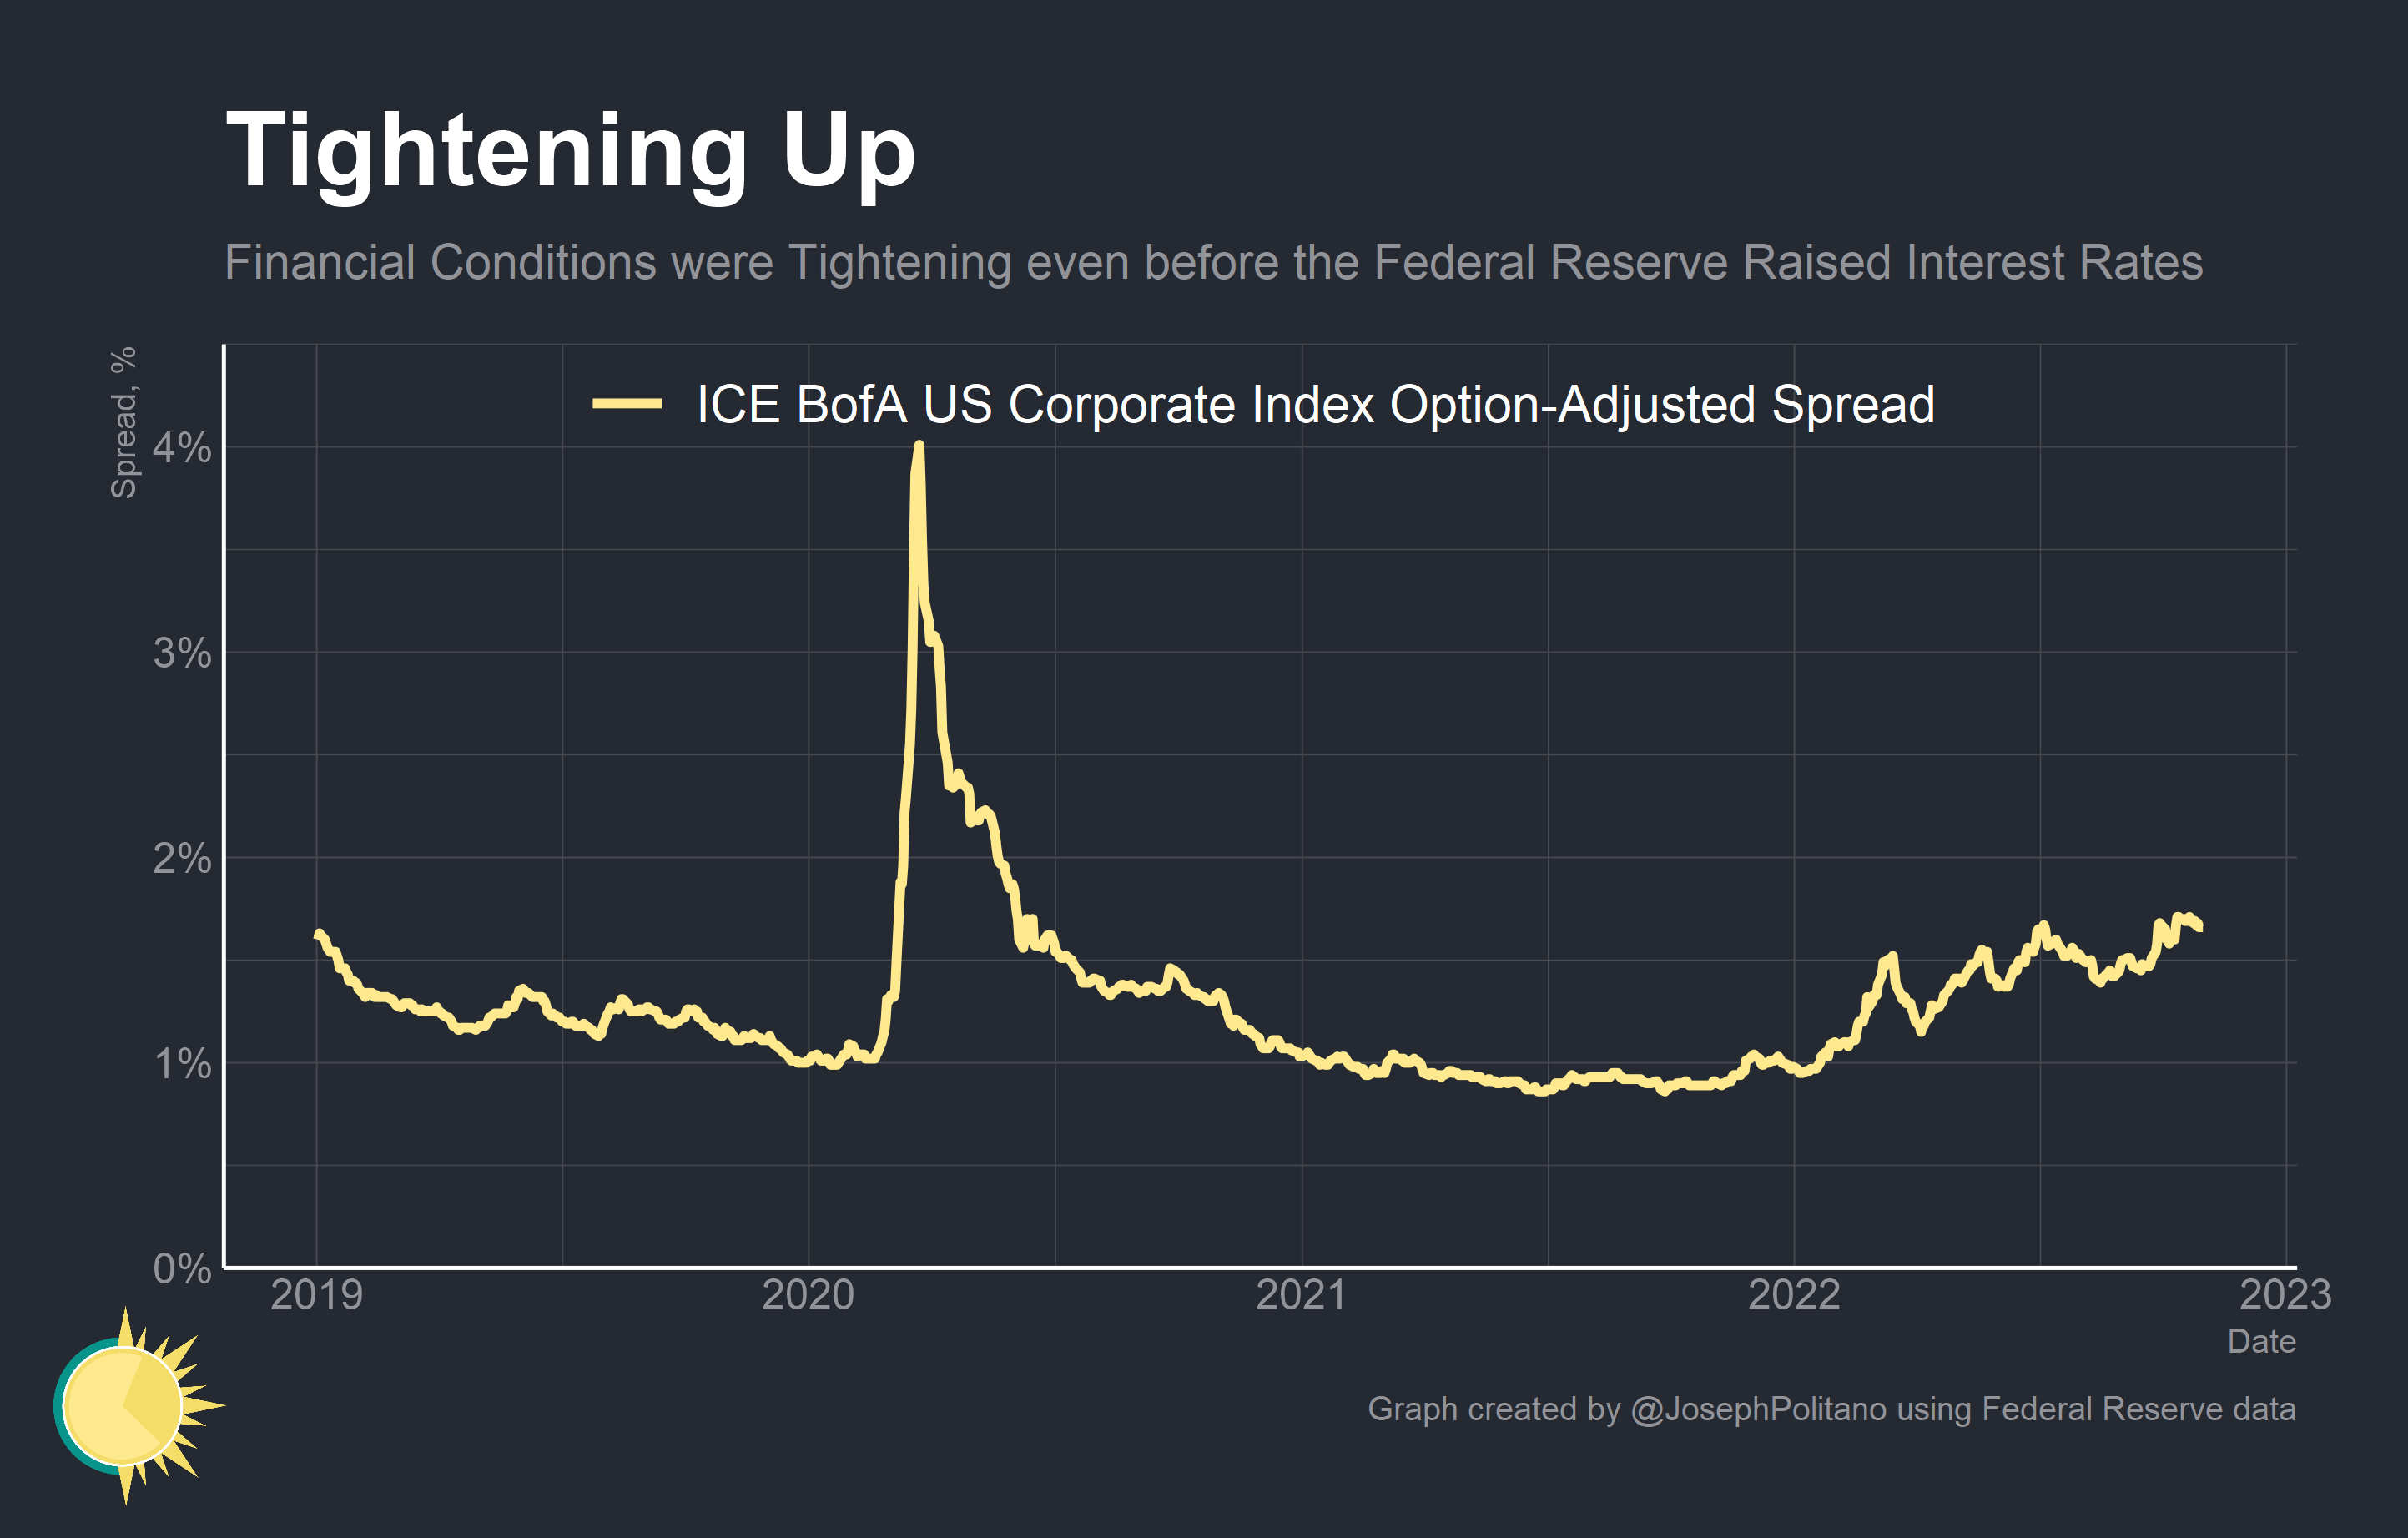 Tightening Up
Financial Conditions were Tightening even before the Federal Reserve Raised Interest Rates
Spread, %
ICE BofA US Corporate Index Option-Adjusted Spread
4%
3%
2%
1%
0%
2019 2020 2021 2022 2023
Date
Graph created by @JosephPolitano using Federal Reserve data